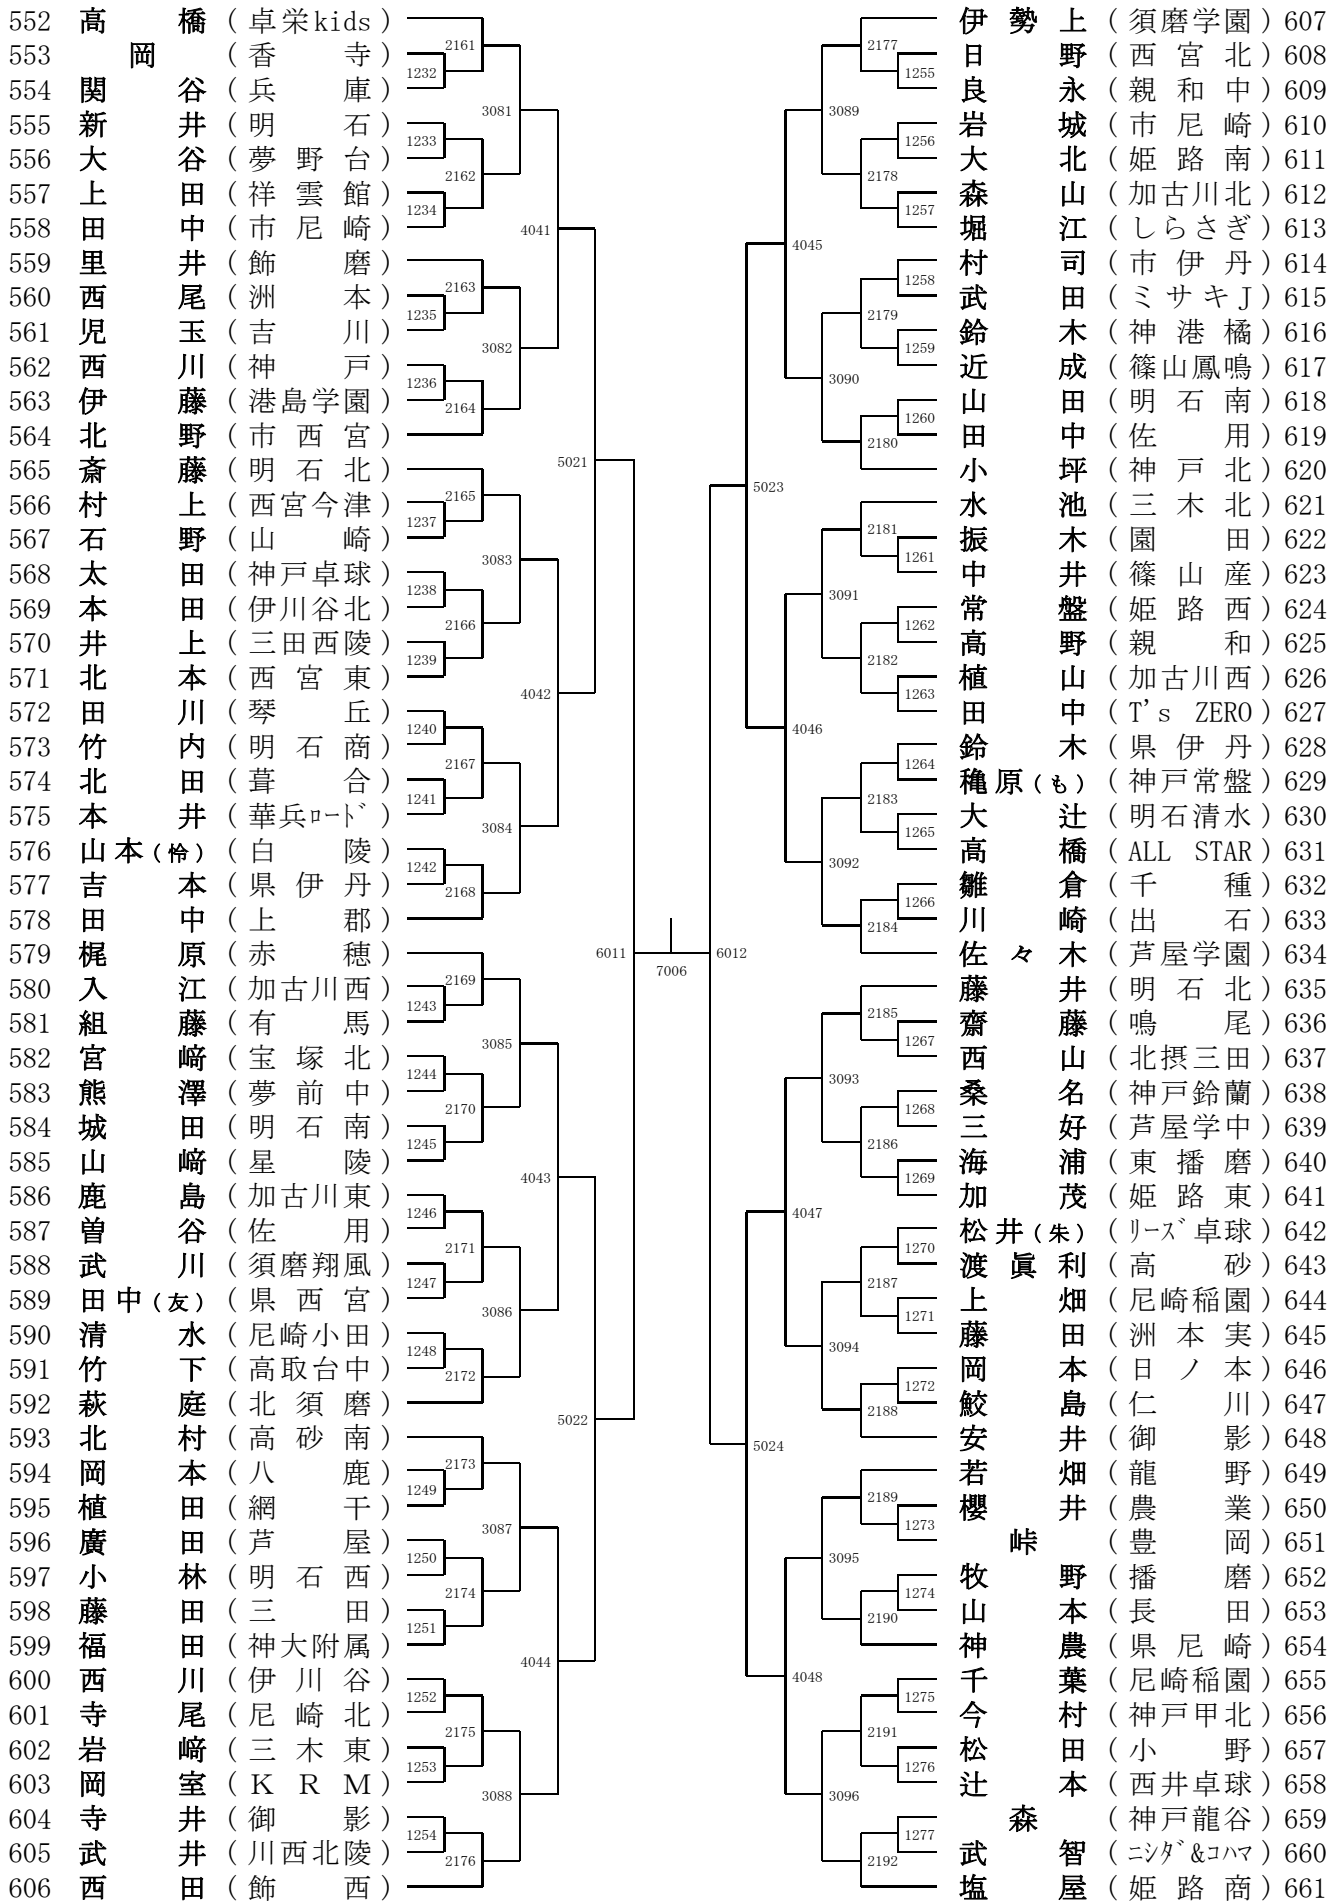 552 高橋 (卓栄kids)
553 岡 (香寺)
554 関谷 (兵庫)
555 新井 (明石)
556 大谷 (夢野台)
557 上田 (祥雲館)
558 田中 (市尼崎)
559 里井 (飾磨)
560 西尾 (洲本)
561 児玉 (吉川)
562 西川 (神戸)
563 伊藤 (港島学園)
564 北野 (市西宮)
565 斎藤 (明石北)
566 村上 (西宮今津)
567 石野 (山崎)
568 太田 (神戸卓球)
569 本田 (伊川谷北)
570 井上 (三田西陵)
571 北本 (西宮東)
572 田川 (琴丘)
573 竹内 (明石商)
574 北田 (葺合)
575 本井 (華兵ﾛｰﾄﾞ)
576 山本(怜) (白陵)
577 吉本 (県伊丹)
578 田中 (上郡)
579 梶原 (赤穂)
580 入江 (加古川西)
581 組藤 (有馬)
582 宮﨑 (宝塚北)
583 熊澤 (夢前中)
584 城田 (明石南)
585 山﨑 (星陵)
586 鹿島 (加古川東)
587 曽谷 (佐用)
588 武川 (須磨翔風)
589 田中(友) (県西宮)
590 清水 (尼崎小田)
591 竹下 (高取台中)
592 萩庭 (北須磨)
593 北村 (高砂南)
594 岡本 (八鹿)
595 植田 (網干)
596 廣田 (芦屋)
597 小林 (明石西)
598 藤田 (三田)
599 福田 (神大附属)
600 西川 (伊川谷)
601 寺尾 (尼崎北)
602 岩﨑 (三木東)
603 岡室 (KRM)
604 寺井 (御影)
605 武井 (川西北陵)
606 西田 (飾西)
1232
1233
1234
1235
1236
1237
1238
1239
1240
1241
1242
1243
1244
1245
1246
1247
1248
1249
1250
1251
1252
1253
1254
2161
2162
2163
2164
2165
2166
2167
2168
2169
2170
2171
2172
2173
2174
2175
2176
3081
3082
3083
3084
3085
3086
3087
3088
4041
4042
4043
4044
5021
5022
6011
7006
6012
5023
5024
4045
4046
4047
4048
3089
3090
3091
3092
3093
3094
3095
3096
2177
2178
2179
2180
2181
2182
2183
2184
2185
2186
2187
2188
2189
2190
2191
2192
1255
1256
1257
1258
1259
1260
1261
1262
1263
1264
1265
1266
1267
1268
1269
1270
1271
1272
1273
1274
1275
1276
1277
伊勢上 (須磨学園) 607
日野 (西宮北) 608
良永 (親和中) 609
岩城 (市尼崎) 610
大北 (姫路南) 611
森山 (加古川北) 612
堀江 (しらさぎ) 613
村司 (市伊丹) 614
武田 (ミサキJ) 615
鈴木 (神港橘) 616
近成 (篠山鳳鳴) 617
山田 (明石南) 618
田中 (佐用) 619
小坪 (神戸北) 620
水池 (三木北) 621
振木 (園田) 622
中井 (篠山産) 623
常盤 (姫路西) 624
高野 (親和) 625
植山 (加古川西) 626
田中 (T's ZERO) 627
鈴木 (県伊丹) 628
穐原(も) (神戸常盤) 629
大辻 (明石清水) 630
高橋 (ALL STAR) 631
雛倉 (千種) 632
川崎 (出石) 633
佐々木 (芦屋学園) 634
藤井 (明石北) 635
齋藤 (鳴尾) 636
西山 (北摂三田) 637
桑名 (神戸鈴蘭) 638
三好 (芦屋学中) 639
海浦 (東播磨) 640
加茂 (姫路東) 641
松井(朱) (ﾘｰｽﾞ卓球) 642
渡眞利 (高砂) 643
上畑 (尼崎稲園) 644
藤田 (洲本実) 645
岡本 (日ノ本) 646
鮫島 (仁川) 647
安井 (御影) 648
若畑 (龍野) 649
櫻井 (農業) 650
峠 (豊岡) 651
牧野 (播磨) 652
山本 (長田) 653
神農 (県尼崎) 654
千葉 (尼崎稲園) 655
今村 (神戸甲北) 656
松田 (小野) 657
辻本 (西井卓球) 658
森 (神戸龍谷) 659
武智 (ﾆｼﾀﾞ&ｺﾊﾏ) 660
塩屋 (姫路商) 661